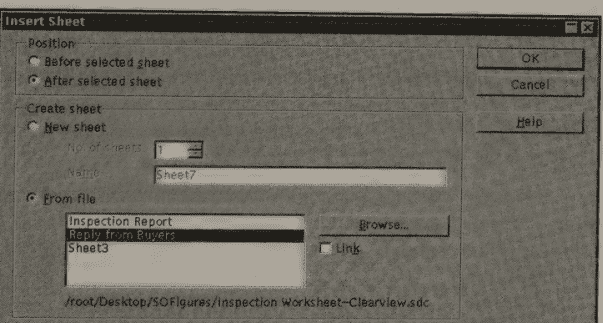 Insert Sheet
Position
Before selected sheet
After selected sheet
OK
Cancel
Help
Create sheet
New sheet
No. of sheets
1
Name
Sheet7
From file
Inspection Report
Reply from Buyers
Sheet3
Browse...
Link
/root/Desktop/SOFigures/Inspection Worksheet-Clearview.sdc